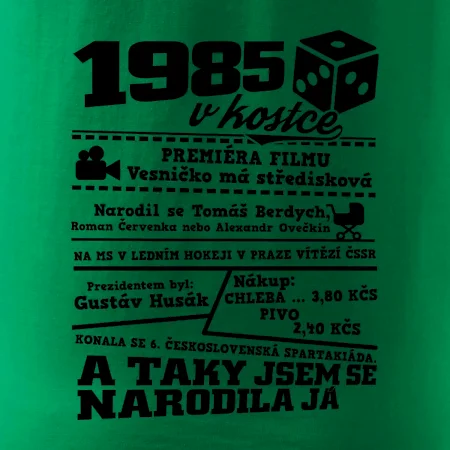 1985
v kostce
PREMIÉRA FILMU
Vesničko má středisková
Narodil se Tomáš Berdych,
Roman Červenka nebo Alexandr Ovečkin
NA MS V LEDNÍM HOKEJI V PRAZE VÍTĚZÍ ČSSR
Prezidentem byl:
Gustáv Husák
Nákup:
CHLEBA ... 3,80 KČS
PIVO
2,40 KČS
KONALA SE 6. ČESKOSLOVENSKÁ SPARTAKIÁDA.
A TAKY JSEM SE
NARODILA JÁ